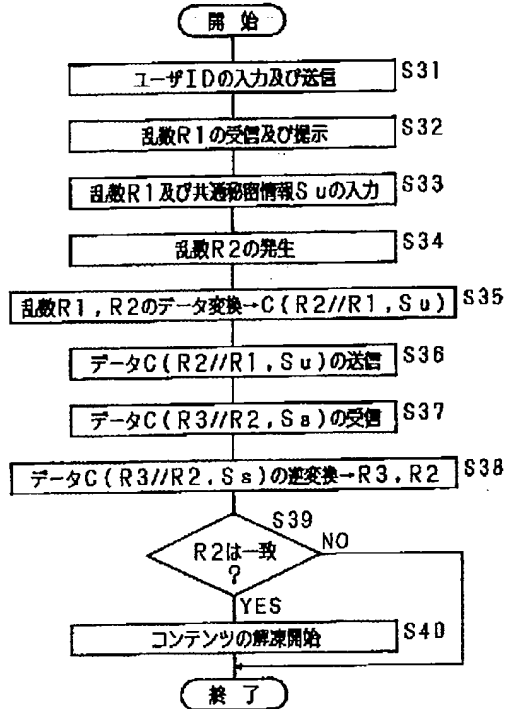 開 始
ユーザIDの入力及び送信 S31
乱数R1の受信及び提示 S32
乱数R1及び共通秘密情報Suの入力 S33
乱数R2の発生 S34
乱数R1,R2のデータ変換→C(R2//R1,Su) S35
データC(R2//R1,Su)の送信 S36
データC(R3//R2,Ss)の受信 S37
データC(R3//R2,Ss)の逆変換→R3,R2 S38
S39
R2は一致
?
NO
YES
コンテンツの解凍開始 S40
終 了